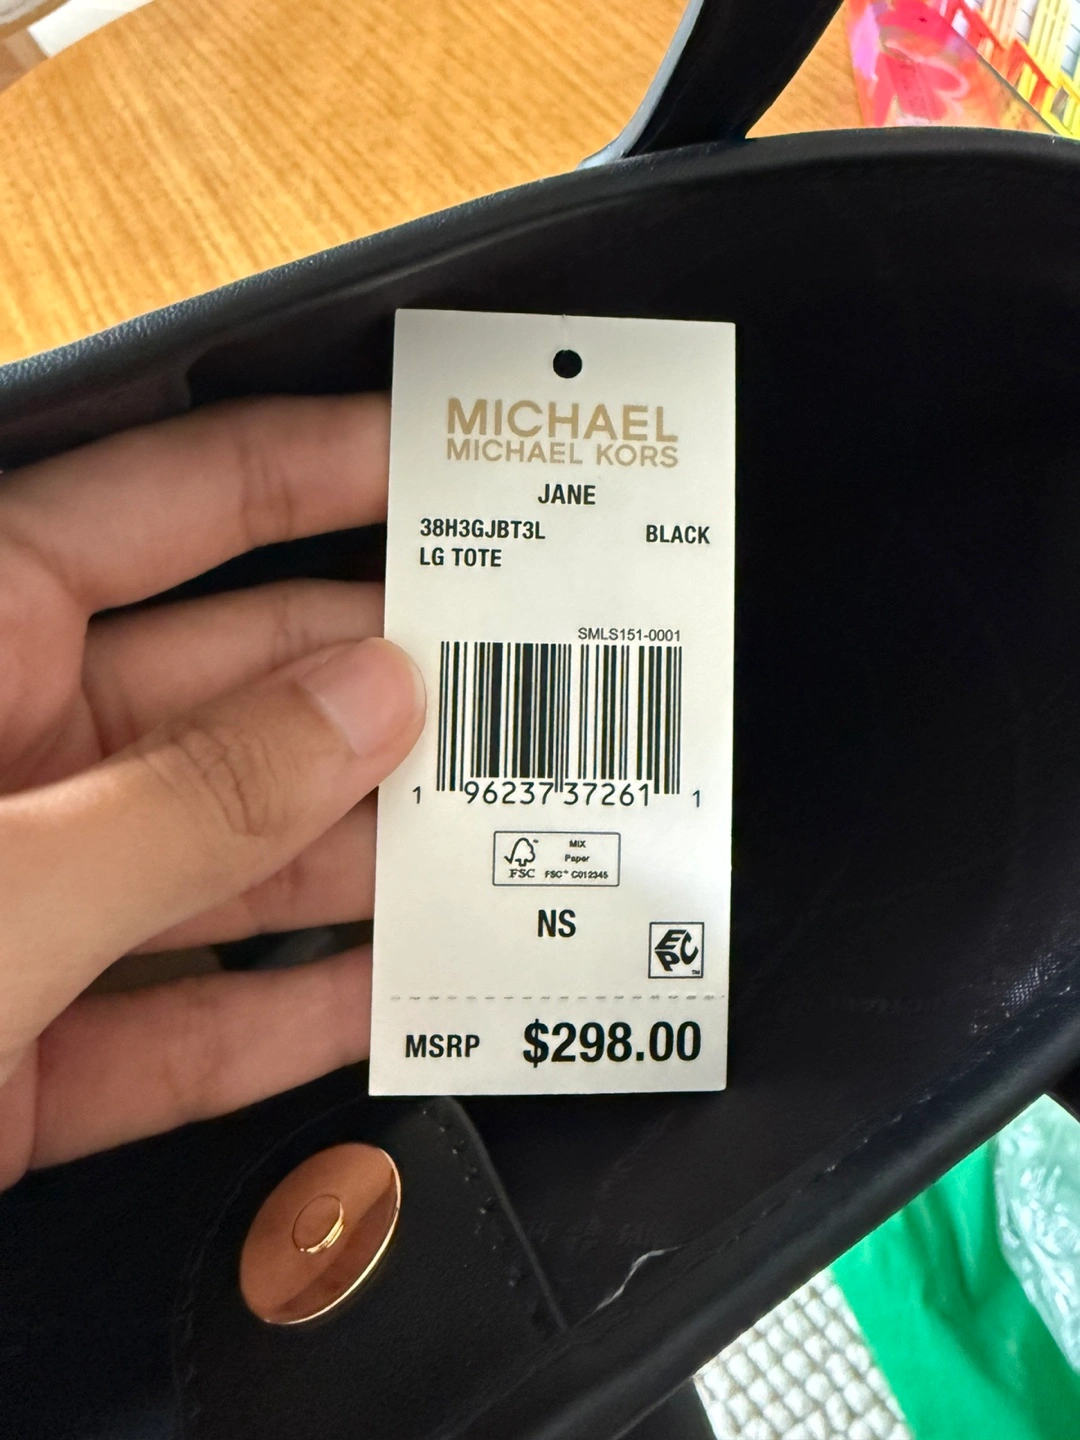 MICHAEL
MICHAEL KORS
JANE
38H3GJBT3L BLACK
LG TOTE
SMLS151-0001
1 96237 37261 1
FSC
MIX
Paper
FSC® C012345
NS
EPC™
MSRP $298.00